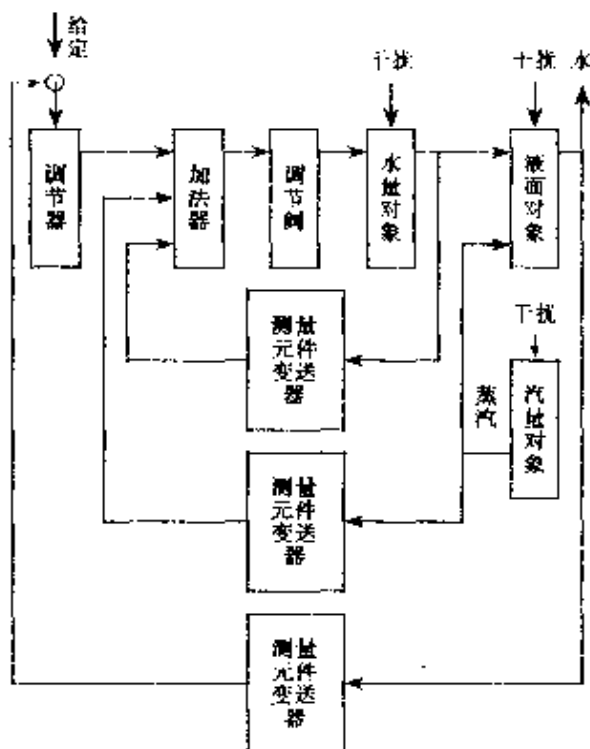 给定
干扰
干扰 水
调节器
加法器
调节阀
水量对象
液面对象
测量
元件
变送
器
干扰
蒸汽
汽量对象
测量
元件
变送
器
测量
元件
变送
器